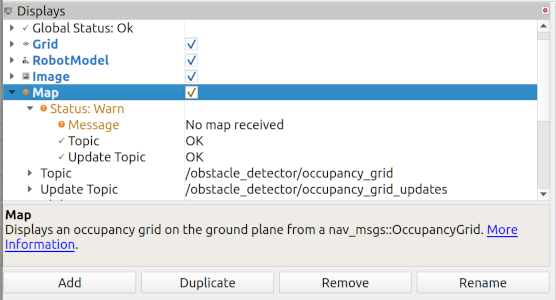 Displays
Global Status: Ok
Grid
RobotModel
Image
Map
Status: Warn
Message No map received
Topic OK
Update Topic OK
Topic /obstacle_detector/occupancy_grid
Update Topic /obstacle_detector/occupancy_grid_updates
Map
Displays an occupancy grid on the ground plane from a nav_msgs::OccupancyGrid. More
Information.
Add Duplicate Remove Rename